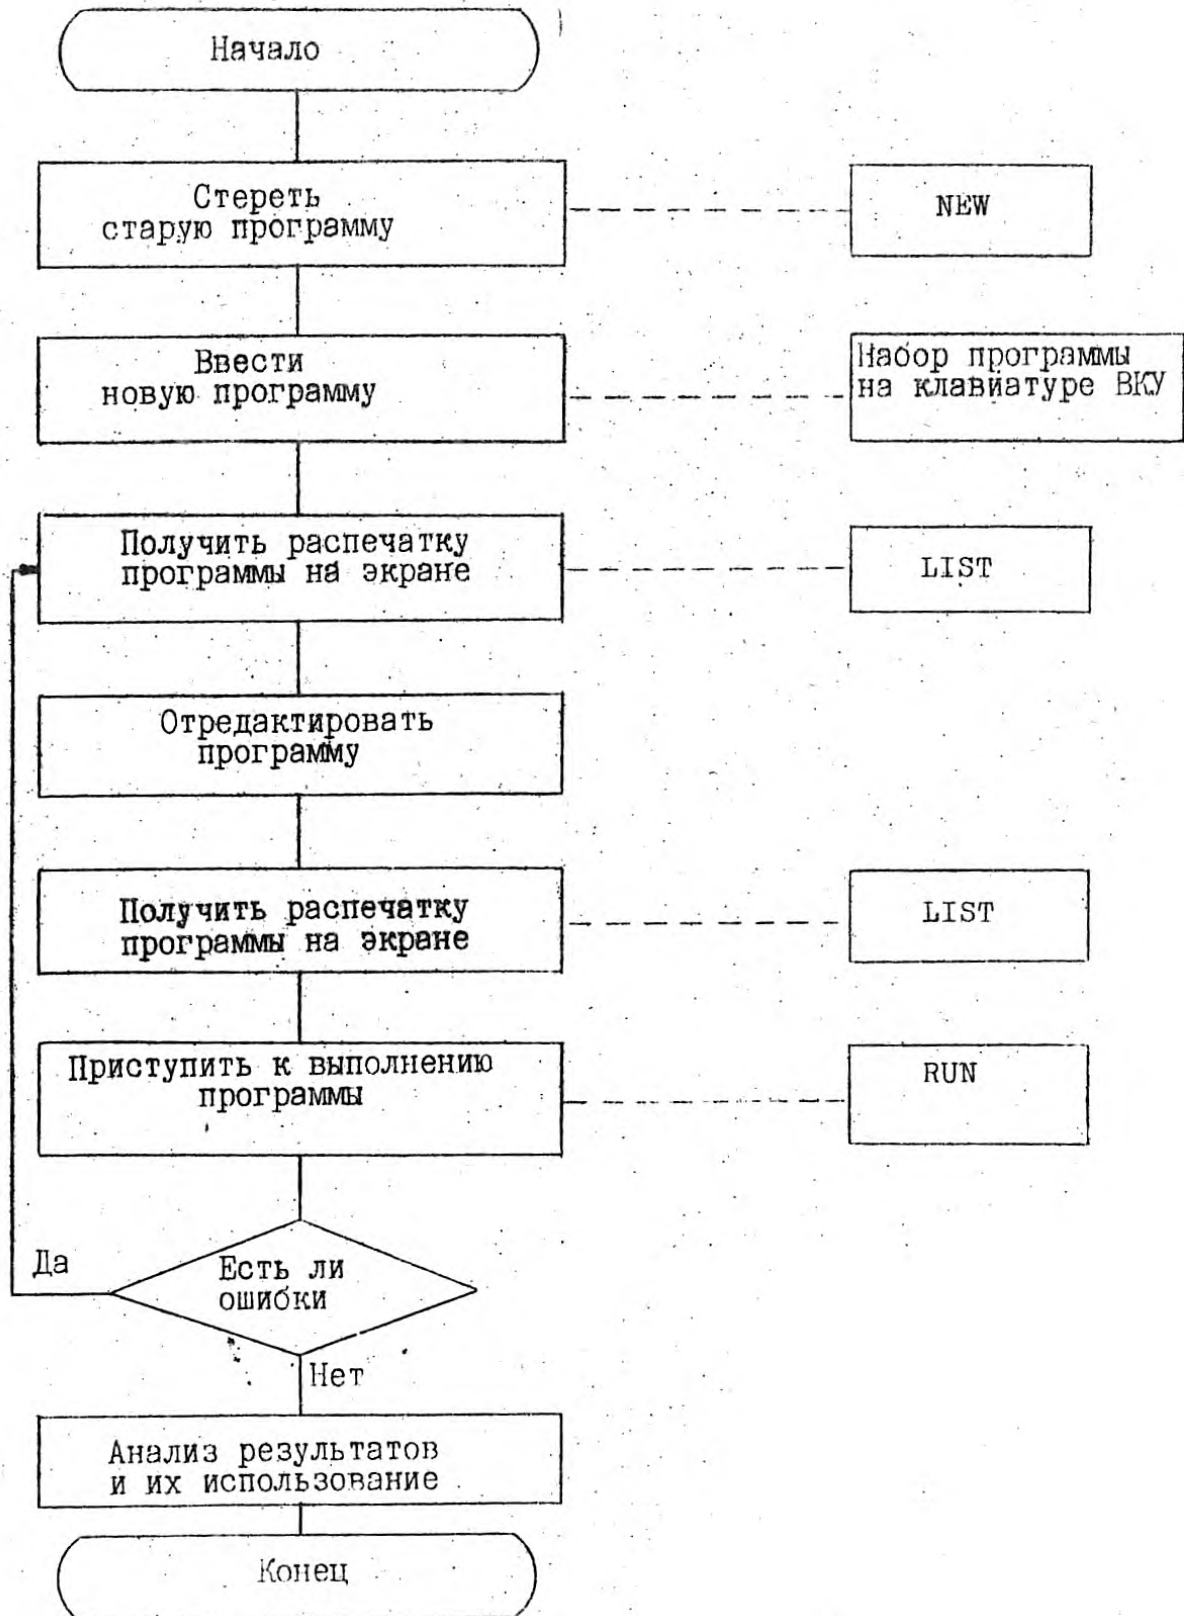 Начало
Стереть
старую программу
NEW
Ввести
новую программу
Набор программы
на клавиатуре ВКУ
Получить распечатку
программы на экране
LIST
Отредактировать
программу
Получить распечатку
программы на экране
LIST
Приступить к выполнению
программы
RUN
Да
Есть ли
ошибки
Нет
Анализ результатов
и их использование
Конец